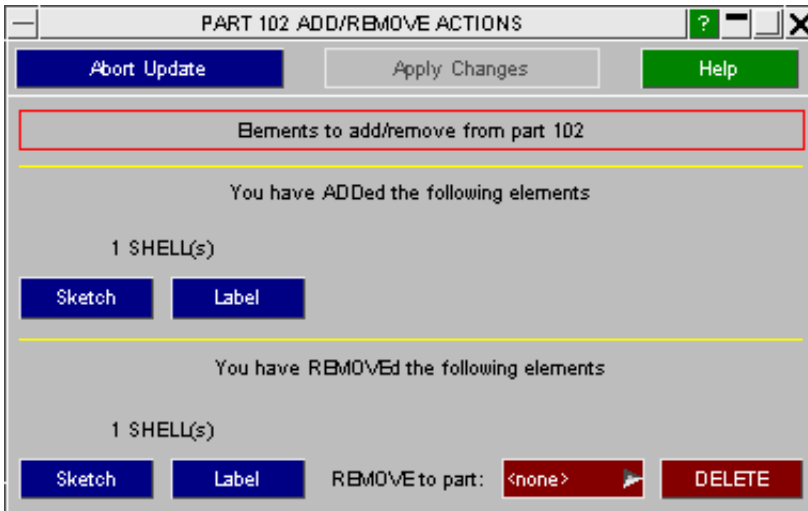 PART 102 ADD/REMOVE ACTIONS ?
Abort Update Apply Changes Help
Elements to add/remove from part 102
You have ADDed the following elements
1 SHELL(s)
Sketch Label
You have REMOVEd the following elements
1 SHELL(s)
Sketch Label REMOVE to part: <none> DELETE